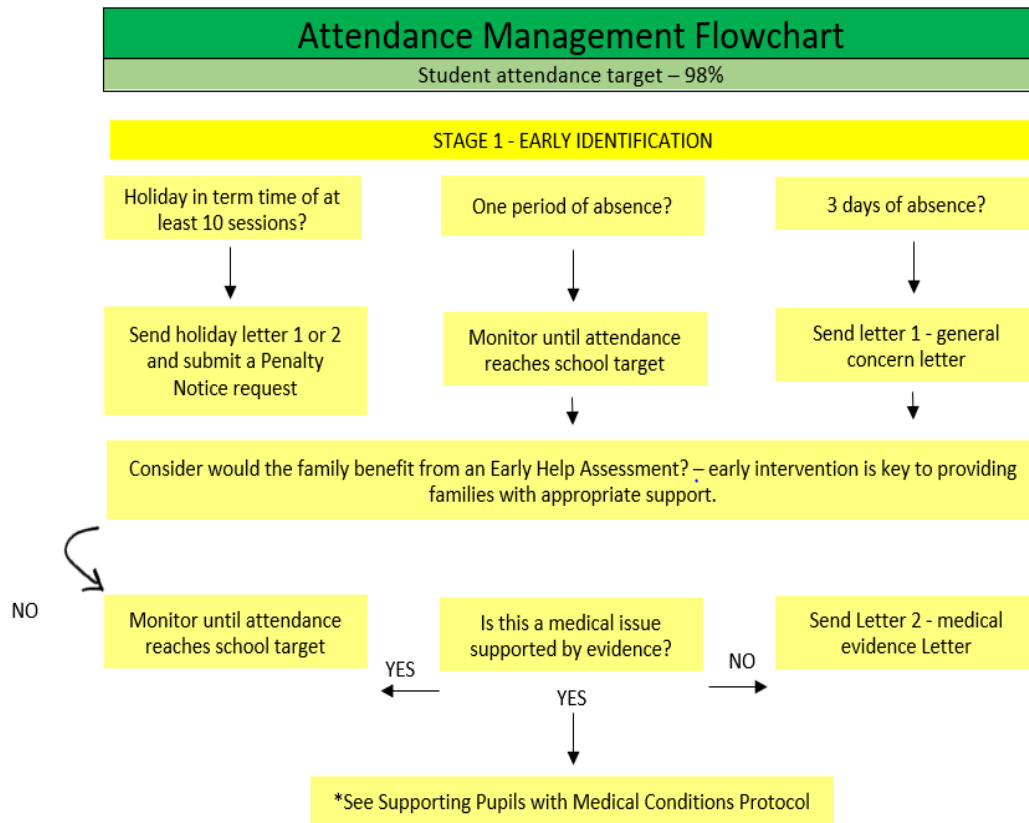 Attendance Management Flowchart
Student attendance target – 98%
STAGE 1 - EARLY IDENTIFICATION
Holiday in term time of at
least 10 sessions?
One period of absence?
3 days of absence?
Send holiday letter 1 or 2
and submit a Penalty
Notice request
Monitor until attendance
reaches school target
Send letter 1 - general
concern letter
Consider would the family benefit from an Early Help Assessment? – early intervention is key to providing
families with appropriate support.
NO
Monitor until attendance
reaches school target
YES
Is this a medical issue
supported by evidence?
NO
Send Letter 2 - medical
evidence Letter
YES
*See Supporting Pupils with Medical Conditions Protocol